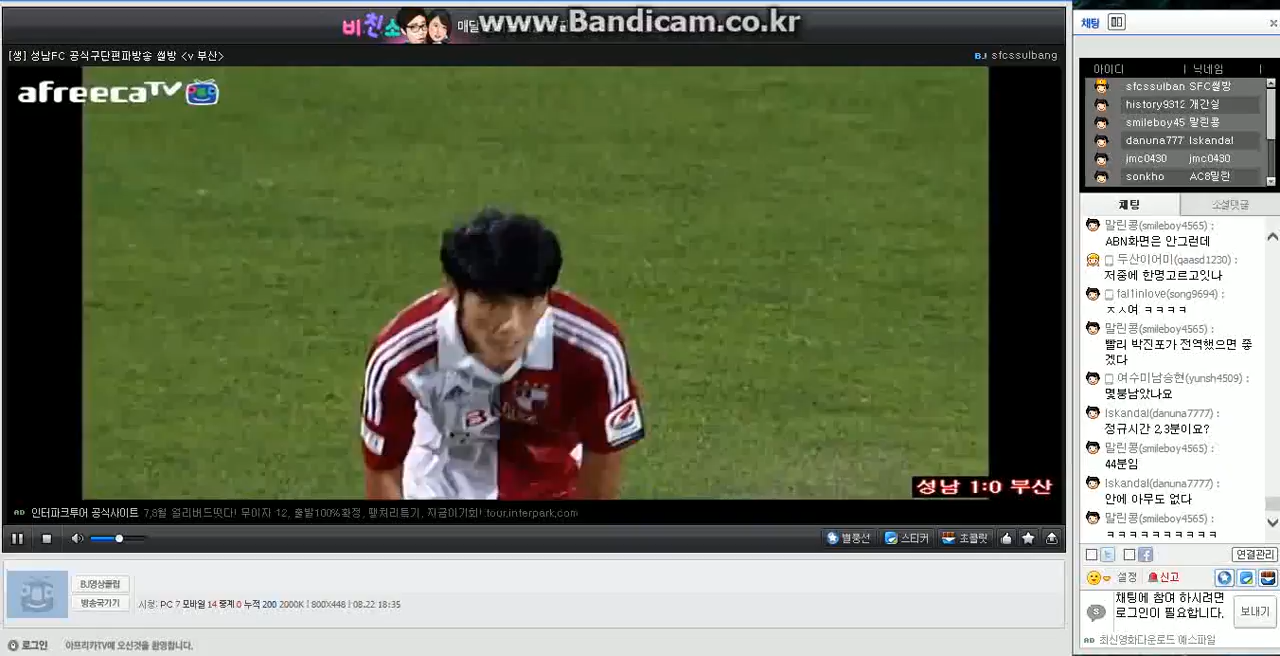 비친소
매일
www.Bandicam.co.kr
[생] 성남FC 공식구단편파방송 썰방 <v 부산>
BJ sfcssulbang
afreecaTV
성남 1:0 부산
AD 인터파크투어 공식사이트 7,8월 얼리버드떳다! 무이자 12, 출발100%확정, 땡처리특기, 지금이기회! tour.interpark.com
별풍선 스티커 초콜릿
BJ영상클립
방송국가기
시청: PC 7 모바일 14 중계 0 누적 200 2000K | 800X448 | 08.22 18:35
로그인 아프리카TV에 오신것을 환영합니다.
채팅
아이디 | 닉네임 |
sfcssulban SFC썰방
history9312 개간실
smileboy45 말린콩
danuna777 Iskandal
jmc0430 jmc0430
sonkho
채팅 소셜댓글
말린콩(smileboy4565) :
ABN화면은 안그런데
두산이어미(qaasd1230) :
저중에 한명고르고잇나
fal1inlove(song9694) :
ㅈㅅ여 ㅋㅋㅋㅋ
말린콩(smileboy4565) :
빨리 박진포가 전역했으면 좋
겠다
여수미남승현(yunsh4509) :
몇붕남았나요
Iskandal(danuna7777) :
정규시간 2,3분이요?
말린콩(smileboy4565) :
44분임
Iskandal(danuna7777) :
안에 아무도 없다
말린콩(smileboy4565) :
ㅋㅋㅋㅋㅋㅋㅋㅋㅋㅋ
연결관리
설정 신고
채팅에 참여 하시려면
로그인이 필요합니다.
보내기
AD 최신영화다운로드 예스파일